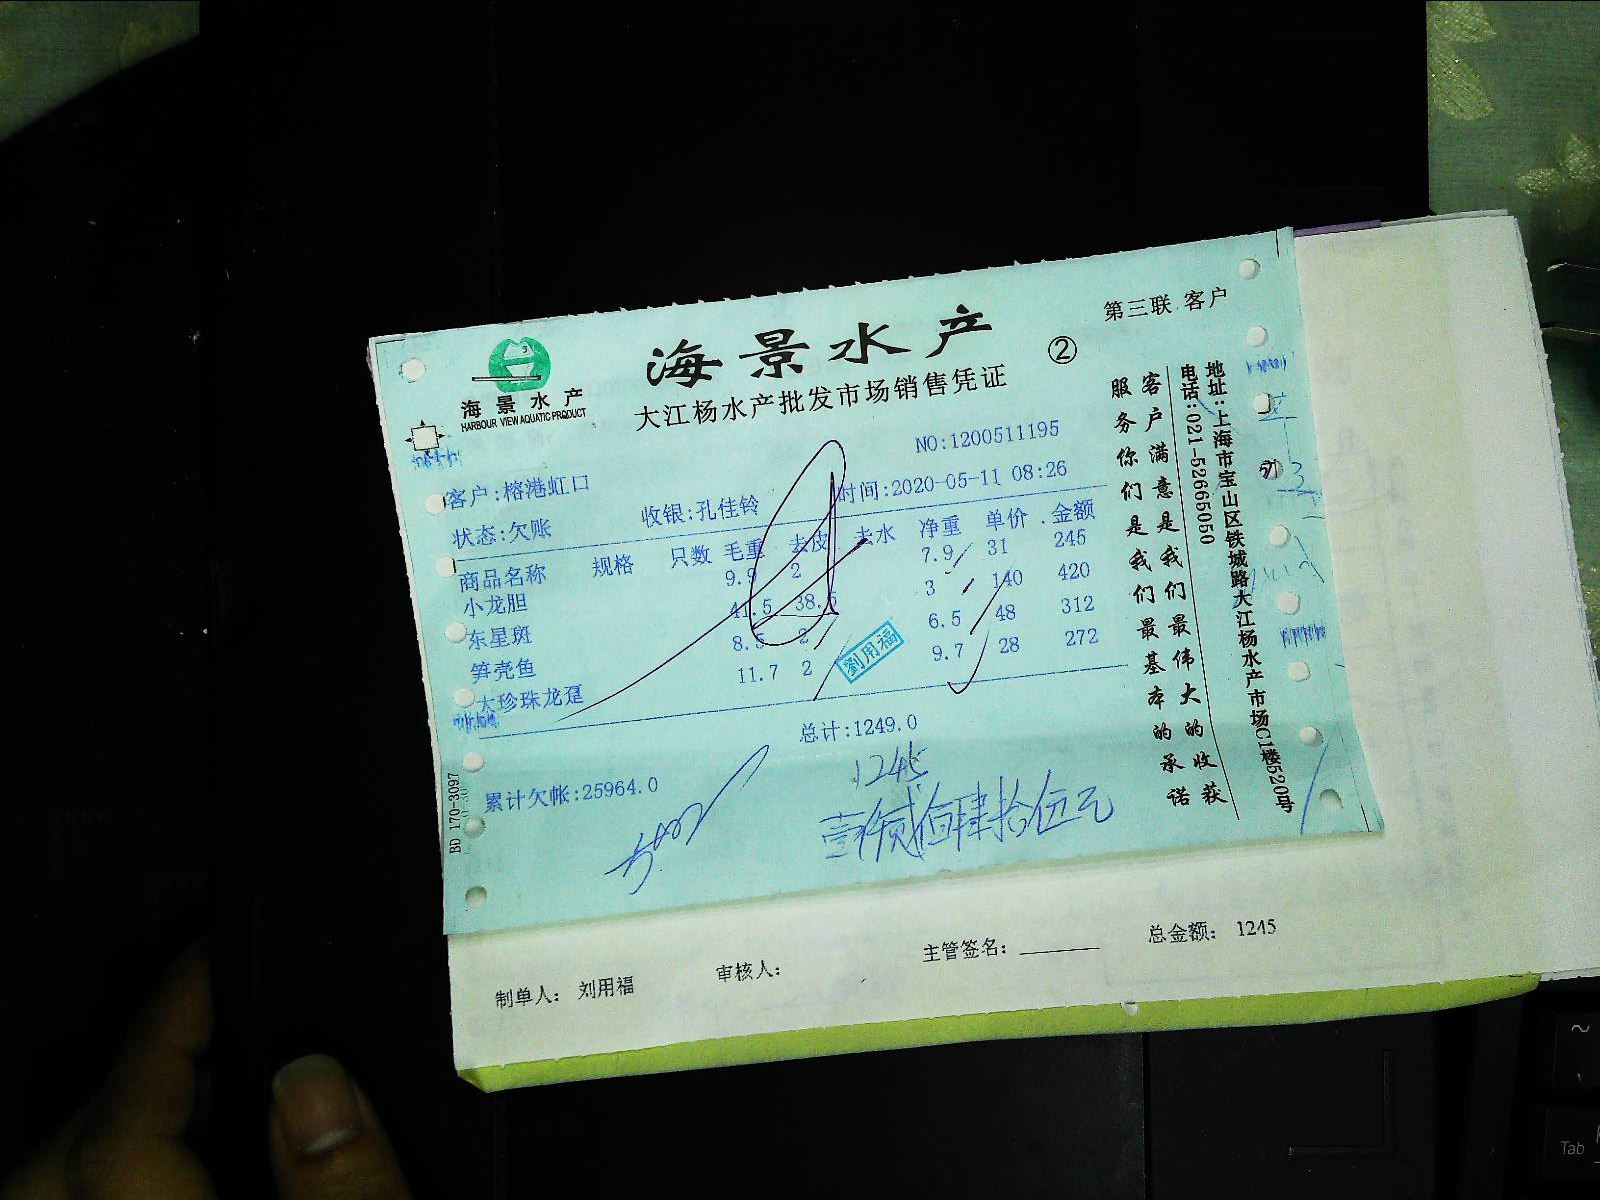 第三联 客户
海景水产
②
海景水产
HARBOUR VIEW AQUATIC PRODUCT
大江杨水产批发市场销售凭证
NO:1200511195
客户:榕港虹口
时间:2020-05-11 08:26
状态:欠账
收银:孔佳铃
商品名称 规格 只数 毛重 去皮 去水 净重 单价 金额
小龙胆 9.9 2 7.9 31 245
东星斑 41.5 38.5 3 140 420
笋壳鱼 8.5 2 6.5 48 312
大珍珠龙趸 11.7 2 9.7 28 272
劉用福
总计:1249.0
累计欠帐:25964.0
1245
壹仟贰佰肆拾伍元
BD 170-3097
客户满意是我们最伟大的收获
服务你们是我们最基本的承诺
地址:上海市宝山区铁城路大江杨水产市场C1楼520号
电话:021-52665050
制单人: 刘用福
审核人:
主管签名:
总金额: 1245
~
Tab